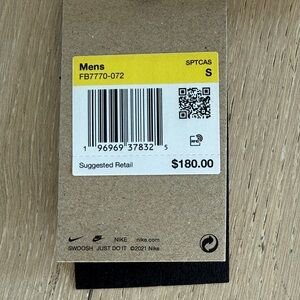 Mens SPTCAS
FB7770-072 S
1 96969 37832 5
Suggested Retail $180.00
NIKE nike.com
SWOOSH JUST DO IT ©2021 Nike